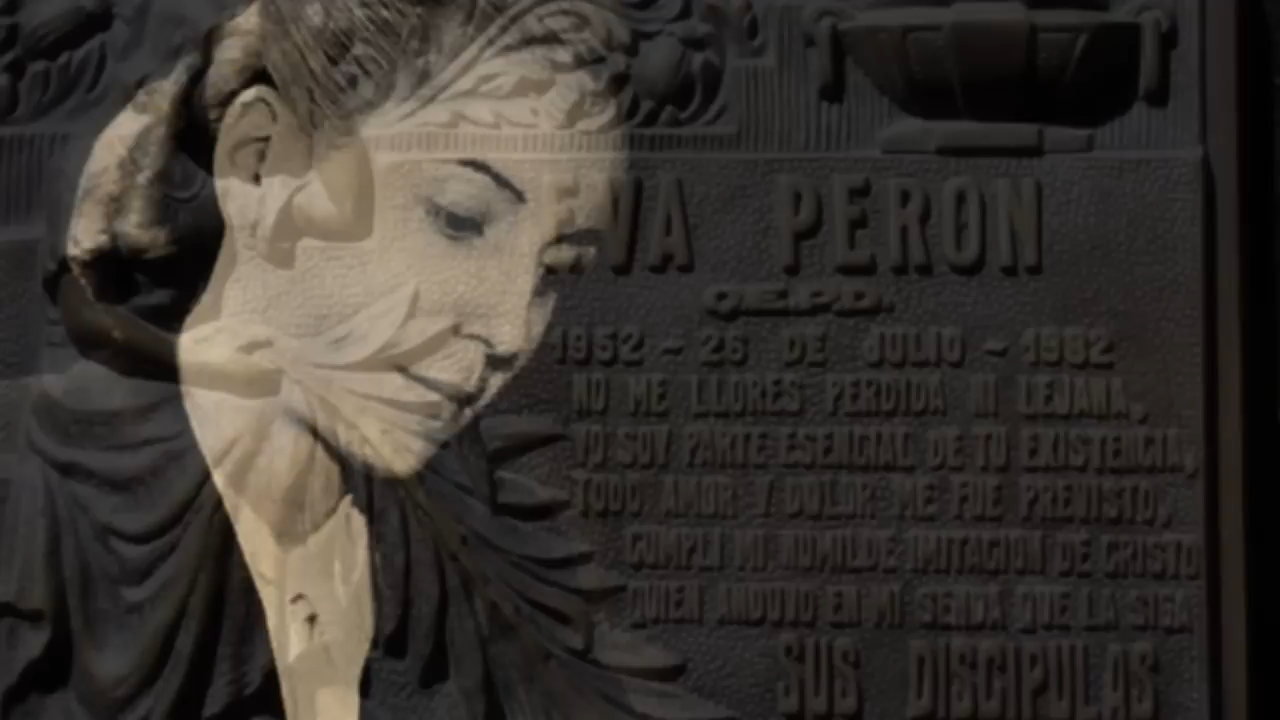 EVA PERON
Q.E.P.D.
1952 ~ 26 DE JULIO ~ 1982
NO ME LLORES PERDIDA NI LEJANA,
YO SOY PARTE ESENCIAL DE TU EXISTENCIA,
TODO AMOR Y DOLOR ME FUE PREVISTO,
CUMPLI MI HUMILDE IMITACION DE CRISTO
QUIEN ANDUVO EN MI SENDA QUE LA SIGA
SUS DISCIPULAS